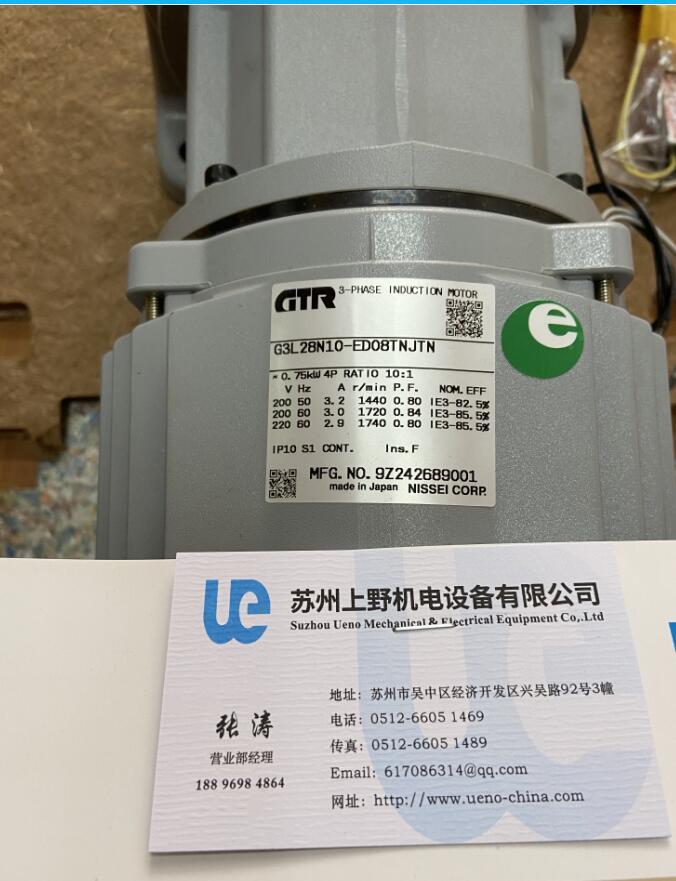 GTR 3-PHASE INDUCTION MOTOR
G3L28N10-ED08TNJTN
0.75kW 4P RATIO 10:1
V Hz A r/min P.F. NOM.EFF
200 50 3.2 1440 0.80 IE3-82.5%
200 60 3.0 1720 0.84 IE3-85.5%
220 60 2.9 1740 0.80 IE3-85.5%
IP10 S1 CONT. Ins.F
MFG.NO.9Z242689001
made in Japan NISSEI CORP.
e
ue
苏州上野机电设备有限公司
Suzhou Ueno Mechanical & Electrical Equipment Co,.Ltd
张涛
营业部经理
188 9698 4864
地址：苏州市吴中区经济开发区兴吴路92号3幢
电话：0512-6605 1469
传真：0512-6605 1489
Email：617086314@qq.com
网址：http://www.ueno-china.com